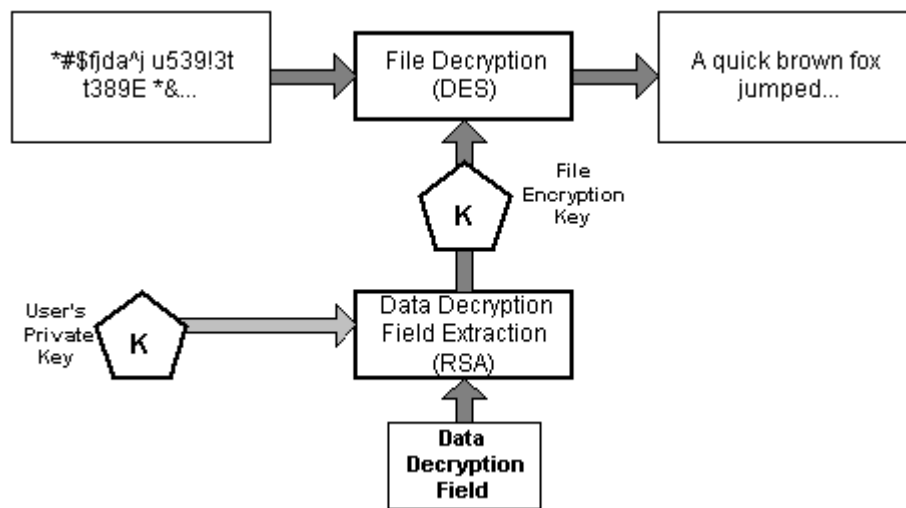 *#$fjda^j u539!3t
t389E *&...
File Decryption
(DES)
A quick brown fox
jumped...
File
Encryption
Key
K
User's
Private
Key
K
Data Decryption
Field Extraction
(RSA)
Data
Decryption
Field